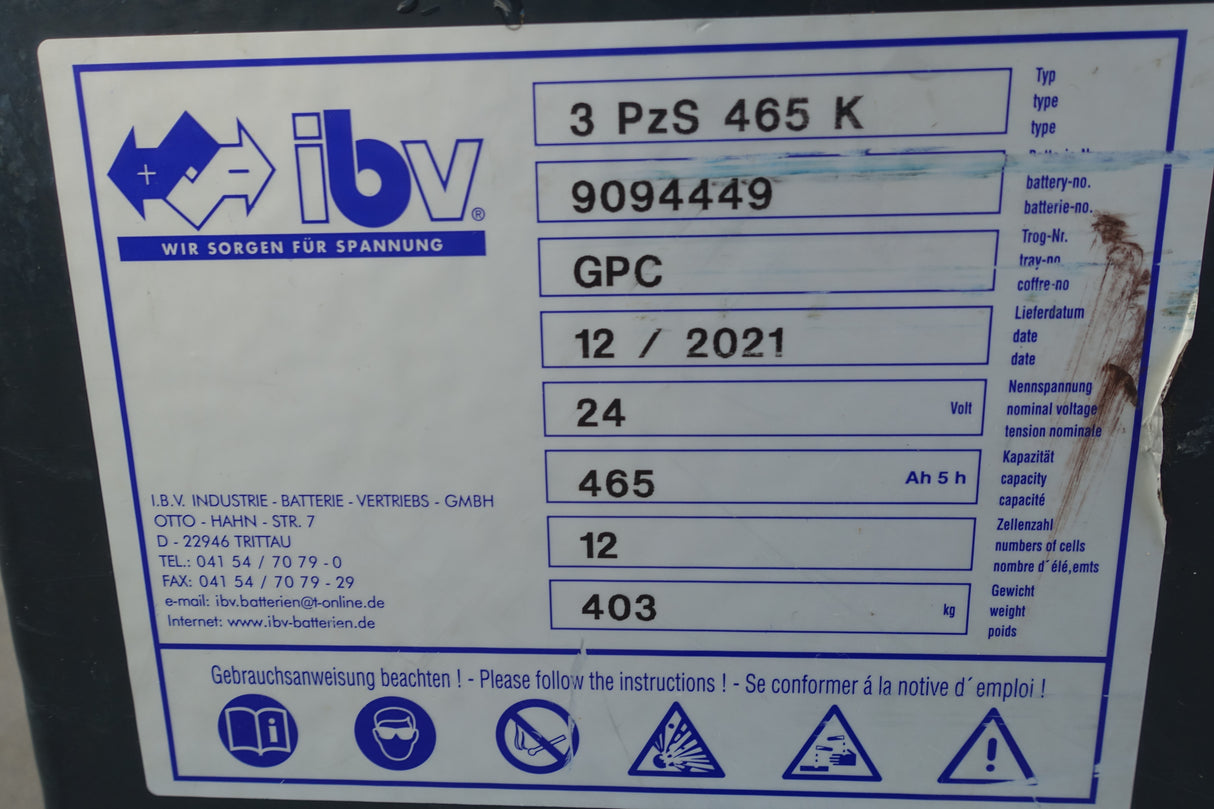 ibv®
WIR SORGEN FÜR SPANNUNG
3 PzS 465 K
Typ
type
type
9094449
battery-no.
batterie-no.
GPC
Trog-Nr.
tray-no
coffre-no
12 / 2021
Lieferdatum
date
date
24 Volt
Nennspannung
nominal voltage
tension nominale
465 Ah 5 h
Kapazität
capacity
capacité
12
Zellenzahl
numbers of cells
nombre d´élé,emts
403 kg
Gewicht
weight
poids
I.B.V. INDUSTRIE - BATTERIE - VERTRIEBS - GMBH
OTTO - HAHN - STR. 7
D - 22946 TRITTAU
TEL.: 041 54 / 70 79 - 0
FAX: 041 54 / 70 79 - 29
e-mail: ibv.batterien@t-online.de
Internet: www.ibv-batterien.de
Gebrauchsanweisung beachten ! - Please follow the instructions ! - Se conformer á la notive d´emploi !